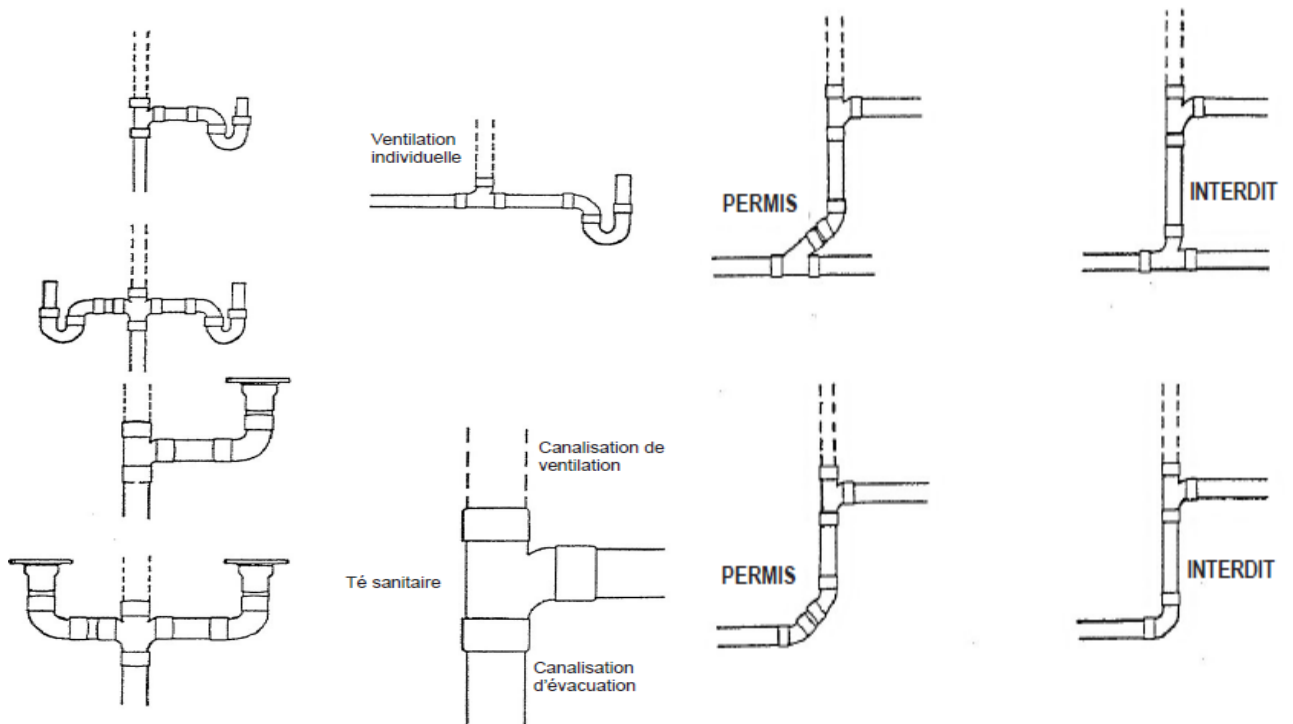 Ventilation
individuelle
PERMIS
INTERDIT
Canalisation de
ventilation
Té sanitaire
Canalisation
d'évacuation
PERMIS
INTERDIT